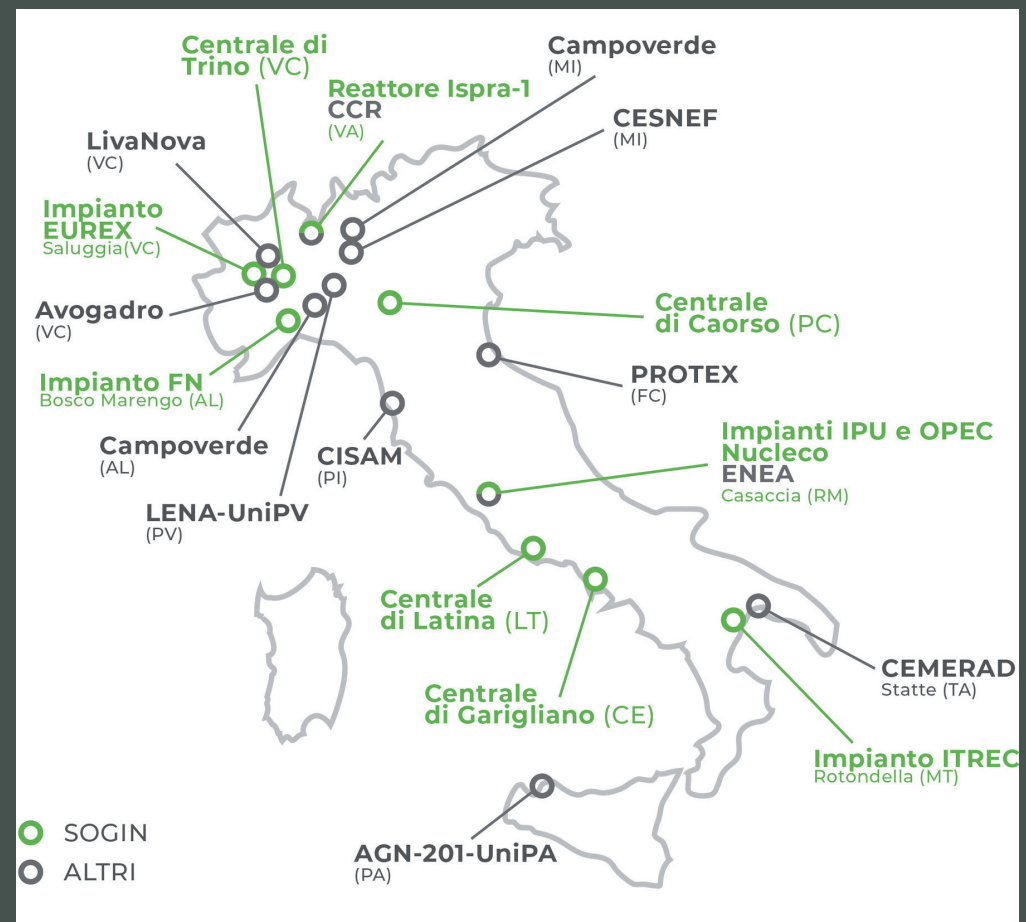 Centrale di
Trino (VC)
Campoverde
(MI)
Reattore Ispra-1
CCR
(VA)
CESNEF
(MI)
LivaNova
(VC)
Impianto
EUREX
Saluggia(VC)
Avogadro
(VC)
Centrale
di Caorso (PC)
Impianto FN
Bosco Marengo (AL)
PROTEX
(FC)
Campoverde
(AL)
CISAM
(PI)
Impianti IPU e OPEC
Nucleco
ENEA
Casaccia (RM)
LENA-UniPV
(PV)
Centrale
di Latina (LT)
CEMERAD
Statte (TA)
Centrale
di Garigliano (CE)
Impianto ITREC
Rotondella (MT)
SOGIN
ALTRI
AGN-201-UniPA
(PA)